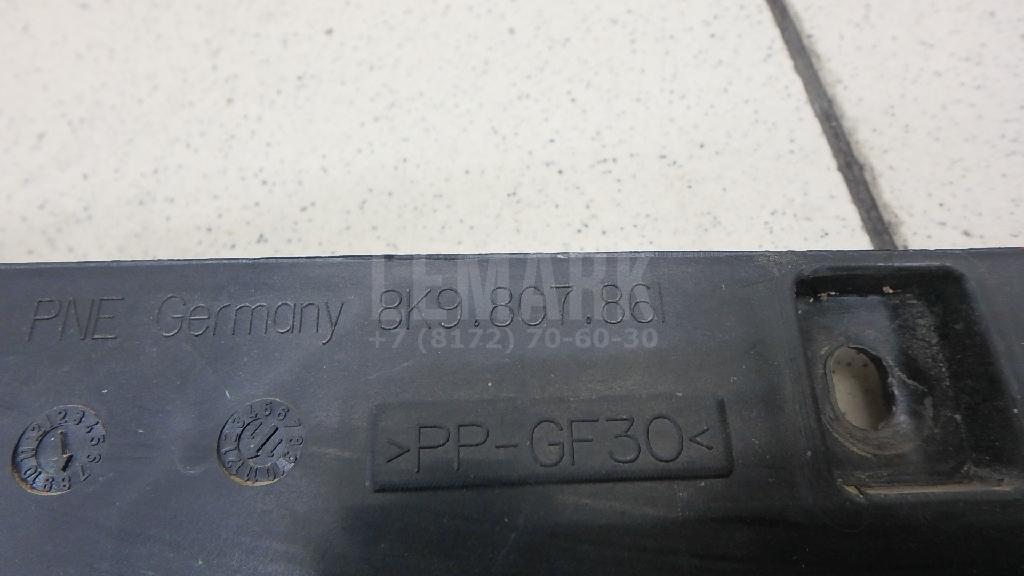 LEMARK
PNE Germany 8K9.807.861
+7 (8172) 70-60-30
>PP-GF30<